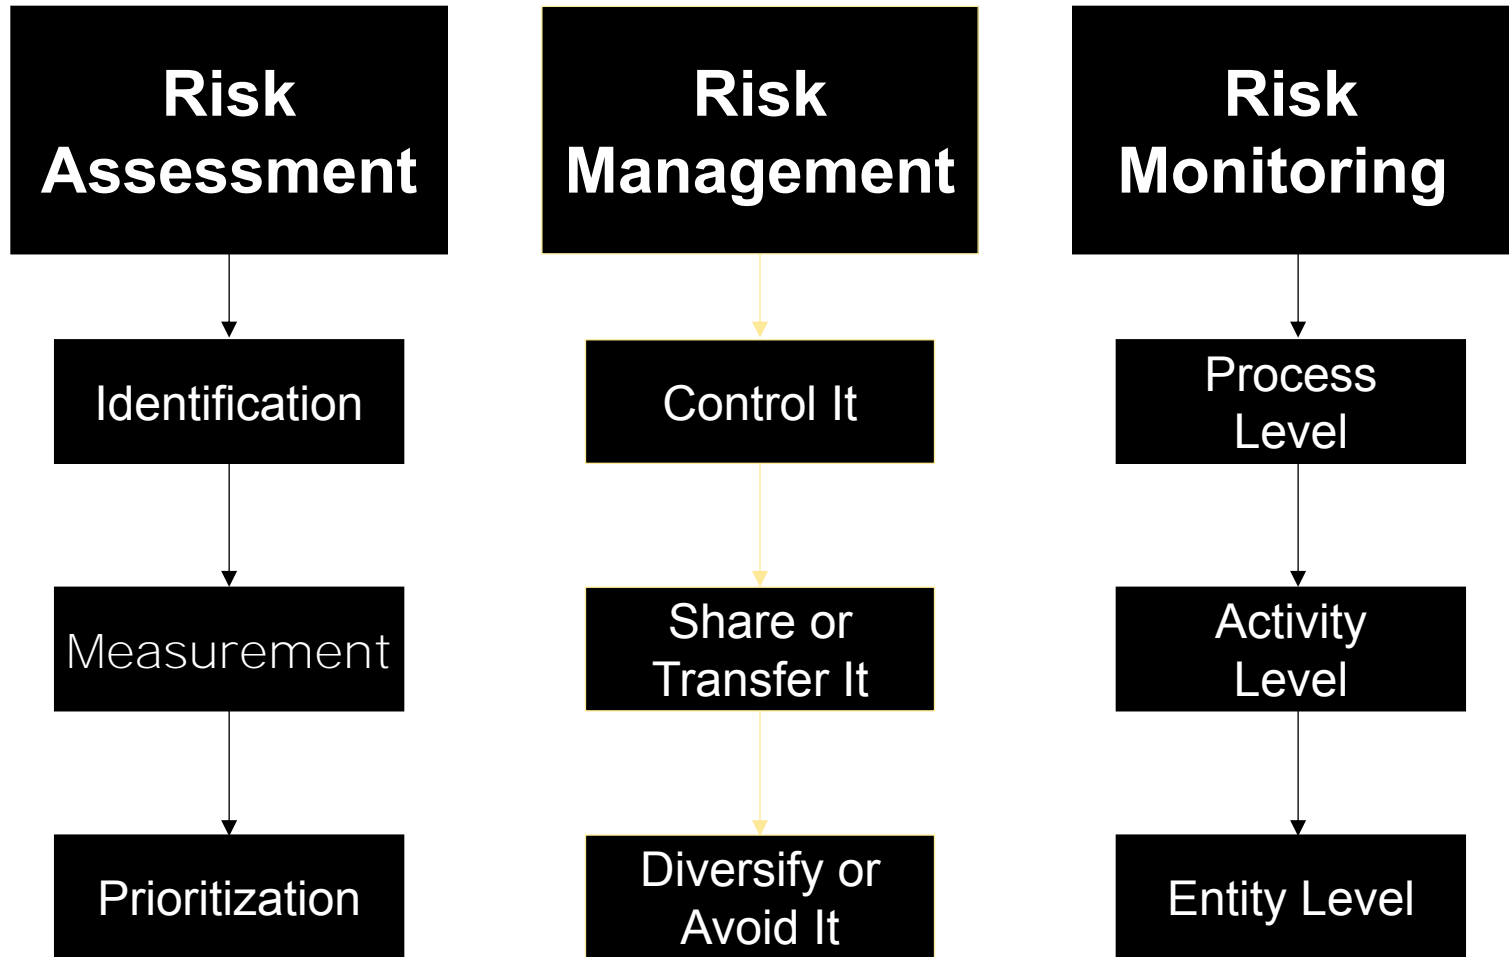 Risk
Assessment
Identification
Measurement
Prioritization
Risk
Management
Control It
Share or
Transfer It
Diversify or
Avoid It
Risk
Monitoring
Process
Level
Activity
Level
Entity Level